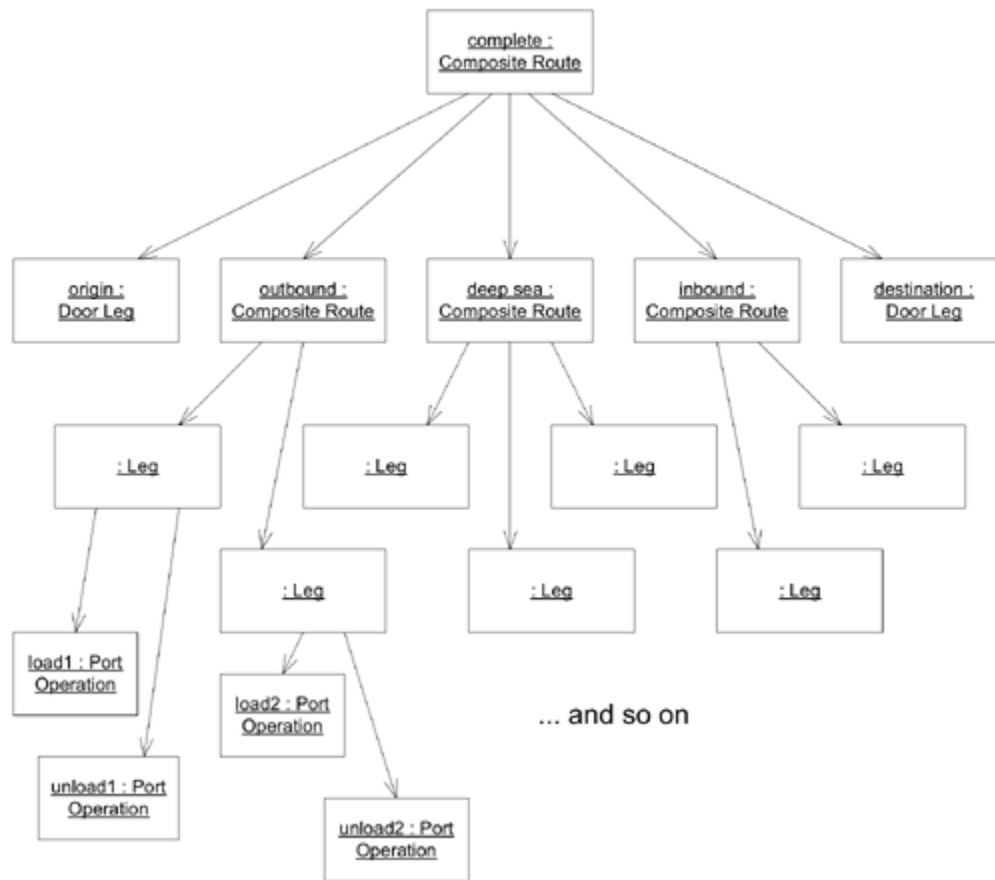 complete :
Composite Route
origin :
Door Leg
outbound :
Composite Route
deep sea :
Composite Route
inbound :
Composite Route
destination :
Door Leg
: Leg
: Leg
: Leg
: Leg
: Leg
: Leg
: Leg
load1 : Port
Operation
load2 : Port
Operation
... and so on
unload1 : Port
Operation
unload2 : Port
Operation